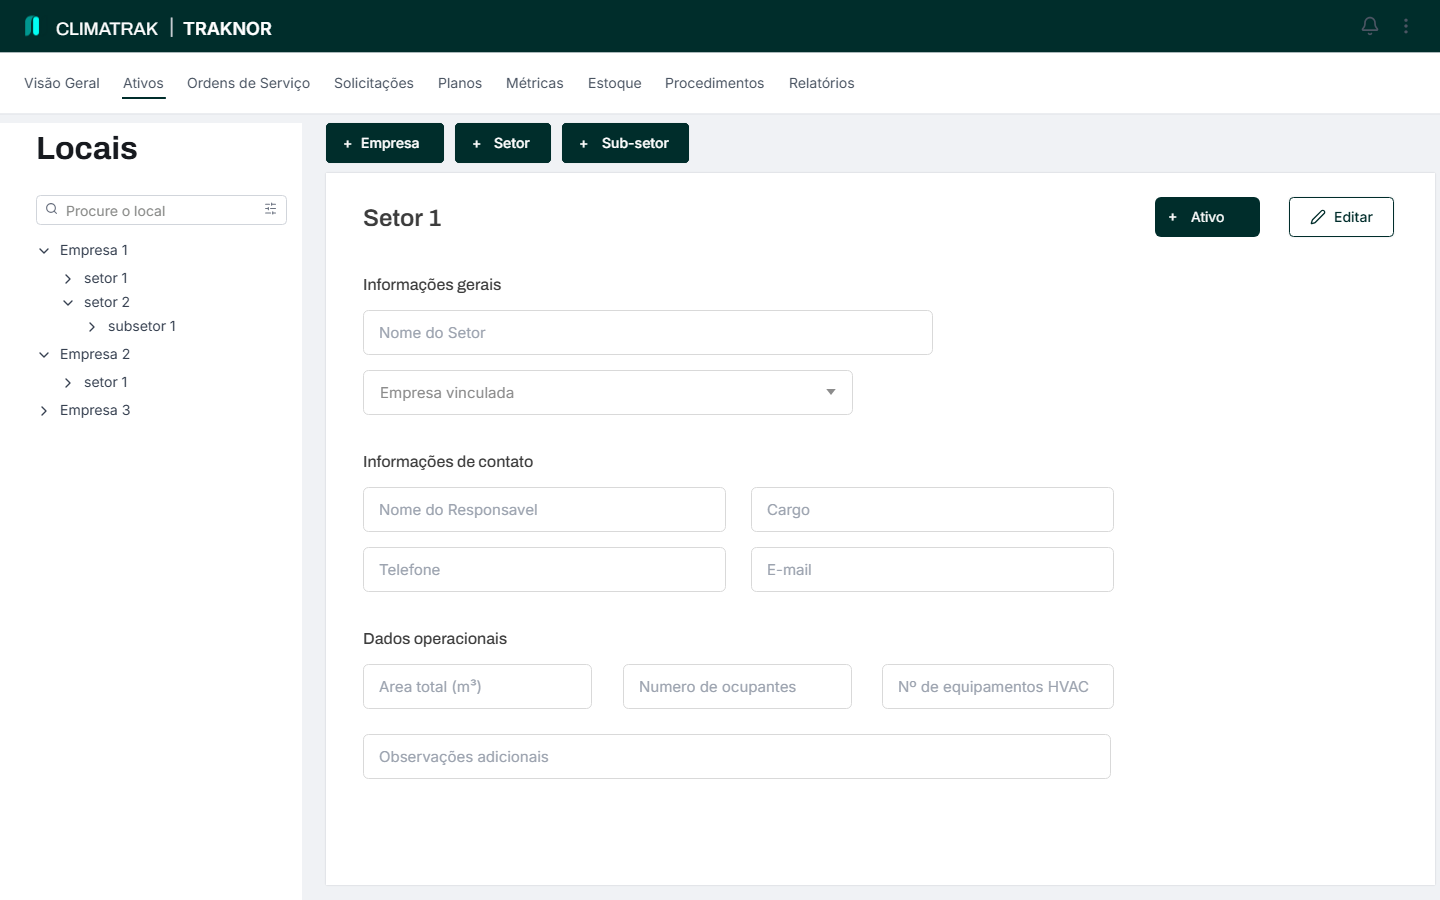 CLIMATRAK | TRAKNOR
Visão Geral Ativos Ordens de Serviço Solicitações Planos Métricas Estoque Procedimentos Relatórios
Locais
Procure o local
Empresa 1
setor 1
setor 2
subsetor 1
Empresa 2
setor 1
Empresa 3
+ Empresa + Setor + Sub-setor
Setor 1
+ Ativo Editar
Informações gerais
Nome do Setor
Empresa vinculada
Informações de contato
Nome do Responsavel Cargo
Telefone E-mail
Dados operacionais
Area total (m³) Numero de ocupantes Nº de equipamentos HVAC
Observações adicionais